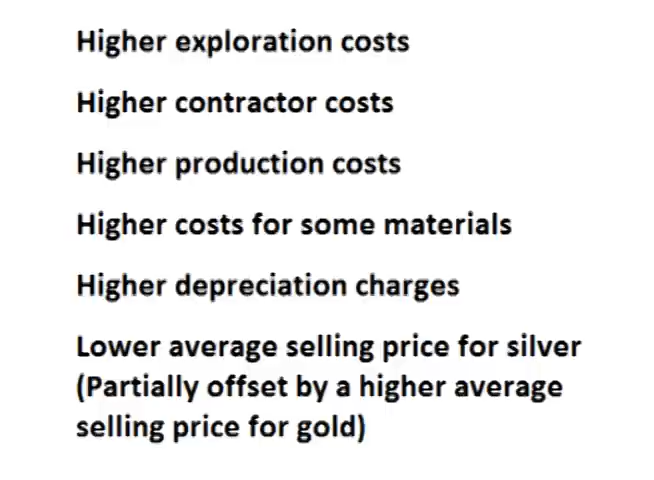 Higher exploration costs
Higher contractor costs
Higher production costs
Higher costs for some materials
Higher depreciation charges
Lower average selling price for silver
(Partially offset by a higher average
selling price for gold)